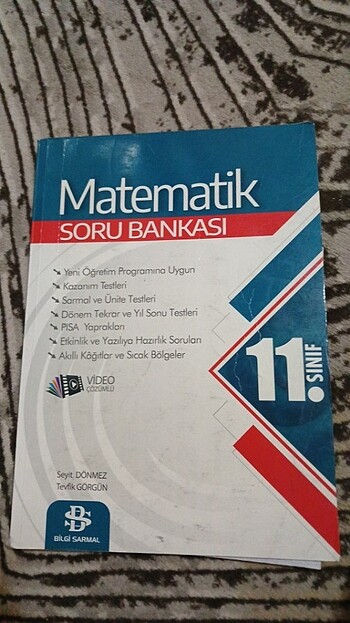 Matematik
SORU BANKASI
Yeni Öğretim Programına Uygun
Kazanım Testleri
Sarmal ve Ünite Testleri
Dönem Tekrar ve Yıl Sonu Testleri
PISA Yaprakları
Etkinlik ve Yazılıya Hazırlık Soruları
Akıllı Kâğıtlar ve Sıcak Bölgeler
11. SINIF
VİDEO
ÇÖZÜMLÜ
Seyit DÖNMEZ
Tevfik GÖRGÜN
BİLGİ SARMAL